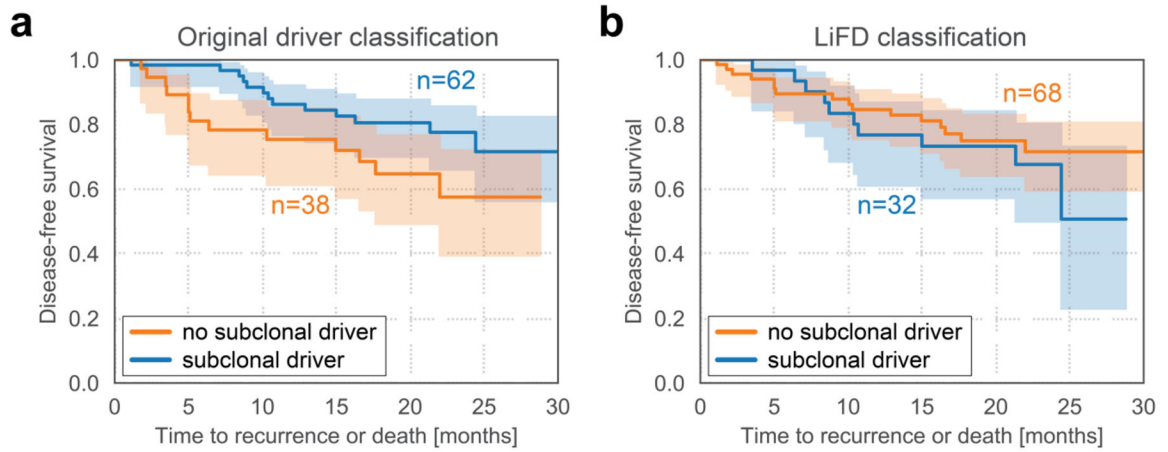 a
Original driver classification
1.0
0.8
0.6
0.4
0.2
0.0
Disease-free survival
n=62
n=38
no subclonal driver
subclonal driver
0 5 10 15 20 25 30
Time to recurrence or death [months]
b
LiFD classification
1.0
0.8
0.6
0.4
0.2
0.0
Disease-free survival
n=68
n=32
no subclonal driver
subclonal driver
0 5 10 15 20 25 30
Time to recurrence or death [months]